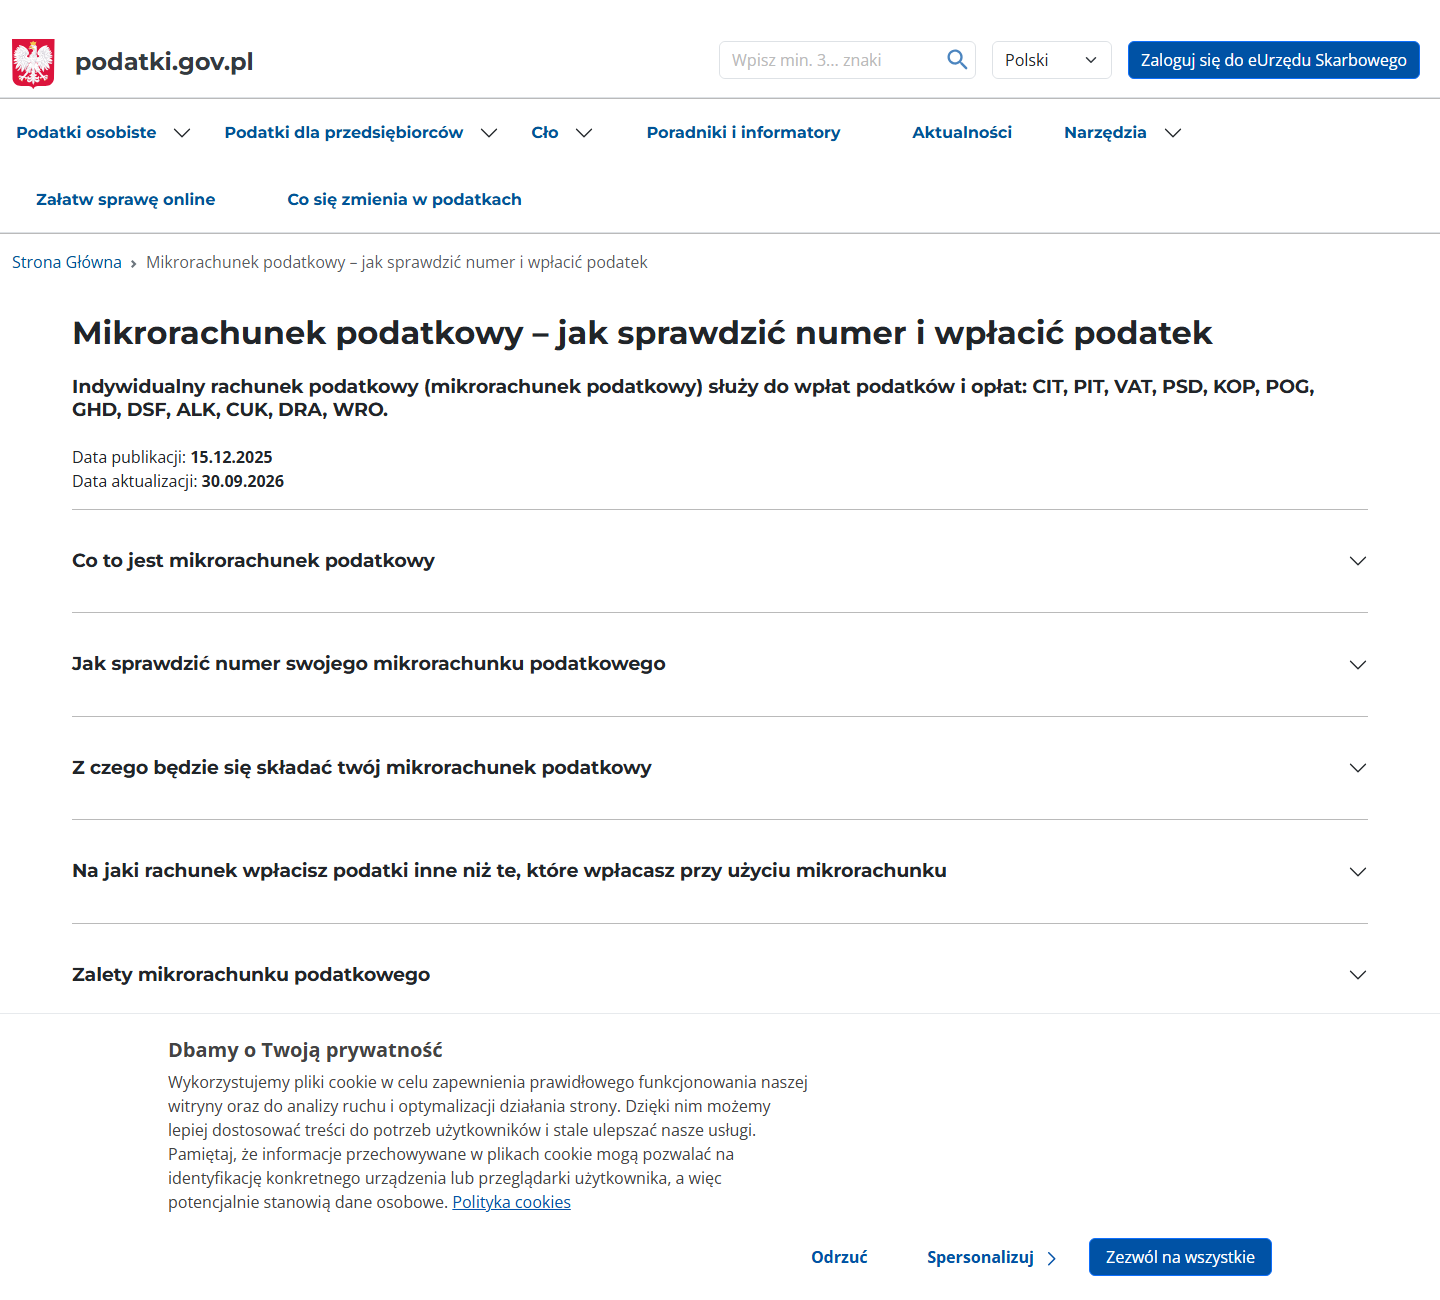 podatki.gov.pl
Wpisz min. 3... znaki
Polski
Zaloguj się do eUrzędu Skarbowego
Podatki osobiste
Podatki dla przedsiębiorców
Cło
Poradniki i informatory
Aktualności
Narzędzia
Załatw sprawę online
Co się zmienia w podatkach
Strona Główna
Mikrorachunek podatkowy – jak sprawdzić numer i wpłacić podatek
Mikrorachunek podatkowy – jak sprawdzić numer i wpłacić podatek
Indywidualny rachunek podatkowy (mikrorachunek podatkowy) służy do wpłat podatków i opłat: CIT, PIT, VAT, PSD, KOP, POG,
GHD, DSF, ALK, CUK, DRA, WRO.
Data publikacji: 15.12.2025
Data aktualizacji: 30.09.2026
Co to jest mikrorachunek podatkowy
Jak sprawdzić numer swojego mikrorachunku podatkowego
Z czego będzie się składać twój mikrorachunek podatkowy
Na jaki rachunek wpłacisz podatki inne niż te, które wpłacasz przy użyciu mikrorachunku
Zalety mikrorachunku podatkowego
Dbamy o Twoją prywatność
Wykorzystujemy pliki cookie w celu zapewnienia prawidłowego funkcjonowania naszej
witryny oraz do analizy ruchu i optymalizacji działania strony. Dzięki nim możemy
lepiej dostosować treści do potrzeb użytkowników i stale ulepszać nasze usługi.
Pamiętaj, że informacje przechowywane w plikach cookie mogą pozwalać na
identyfikację konkretnego urządzenia lub przeglądarki użytkownika, a więc
potencjalnie stanowią dane osobowe. Polityka cookies
Odrzuć
Spersonalizuj
Zezwól na wszystkie